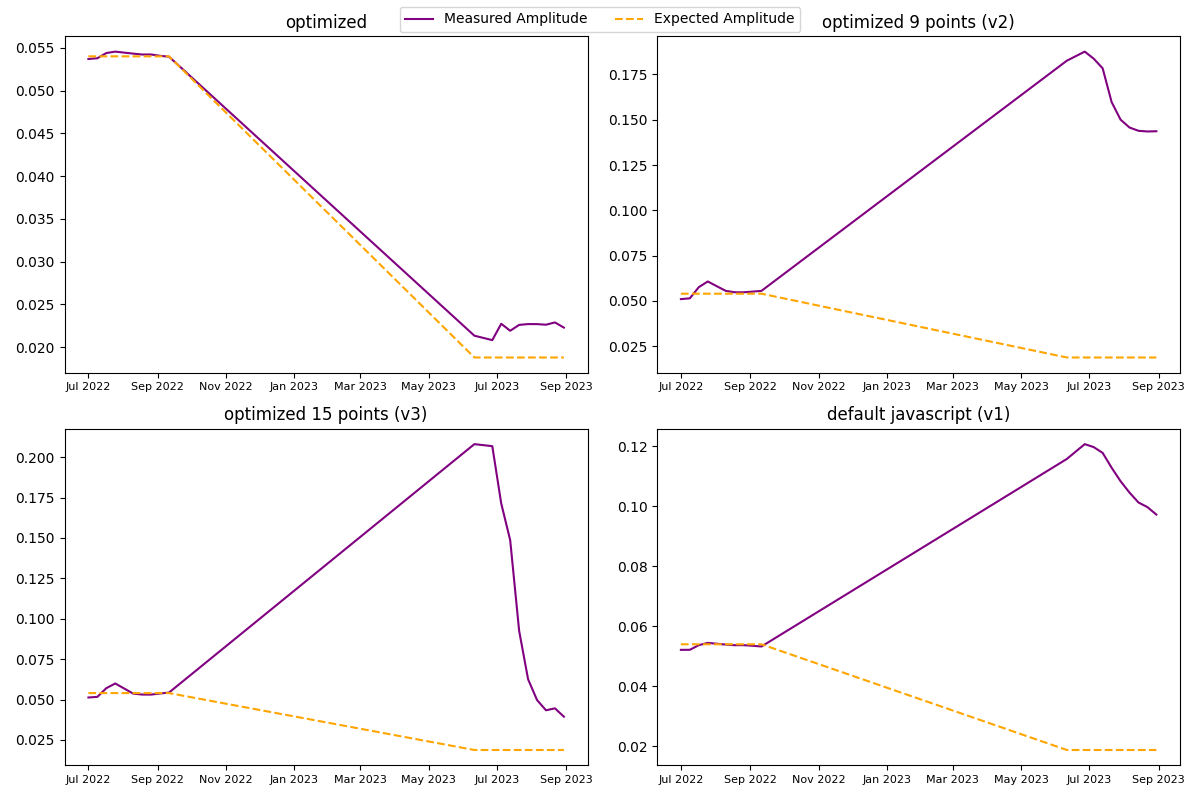 Measured Amplitude
Expected Amplitude
optimized
0.055
0.050
0.045
0.040
0.035
0.030
0.025
0.020
Jul 2022 Sep 2022 Nov 2022 Jan 2023 Mar 2023 May 2023 Jul 2023 Sep 2023
optimized 9 points (v2)
0.175
0.150
0.125
0.100
0.075
0.050
0.025
Jul 2022 Sep 2022 Nov 2022 Jan 2023 Mar 2023 May 2023 Jul 2023 Sep 2023
optimized 15 points (v3)
0.200
0.175
0.150
0.125
0.100
0.075
0.050
0.025
Jul 2022 Sep 2022 Nov 2022 Jan 2023 Mar 2023 May 2023 Jul 2023 Sep 2023
default javascript (v1)
0.12
0.10
0.08
0.06
0.04
0.02
Jul 2022 Sep 2022 Nov 2022 Jan 2023 Mar 2023 May 2023 Jul 2023 Sep 2023